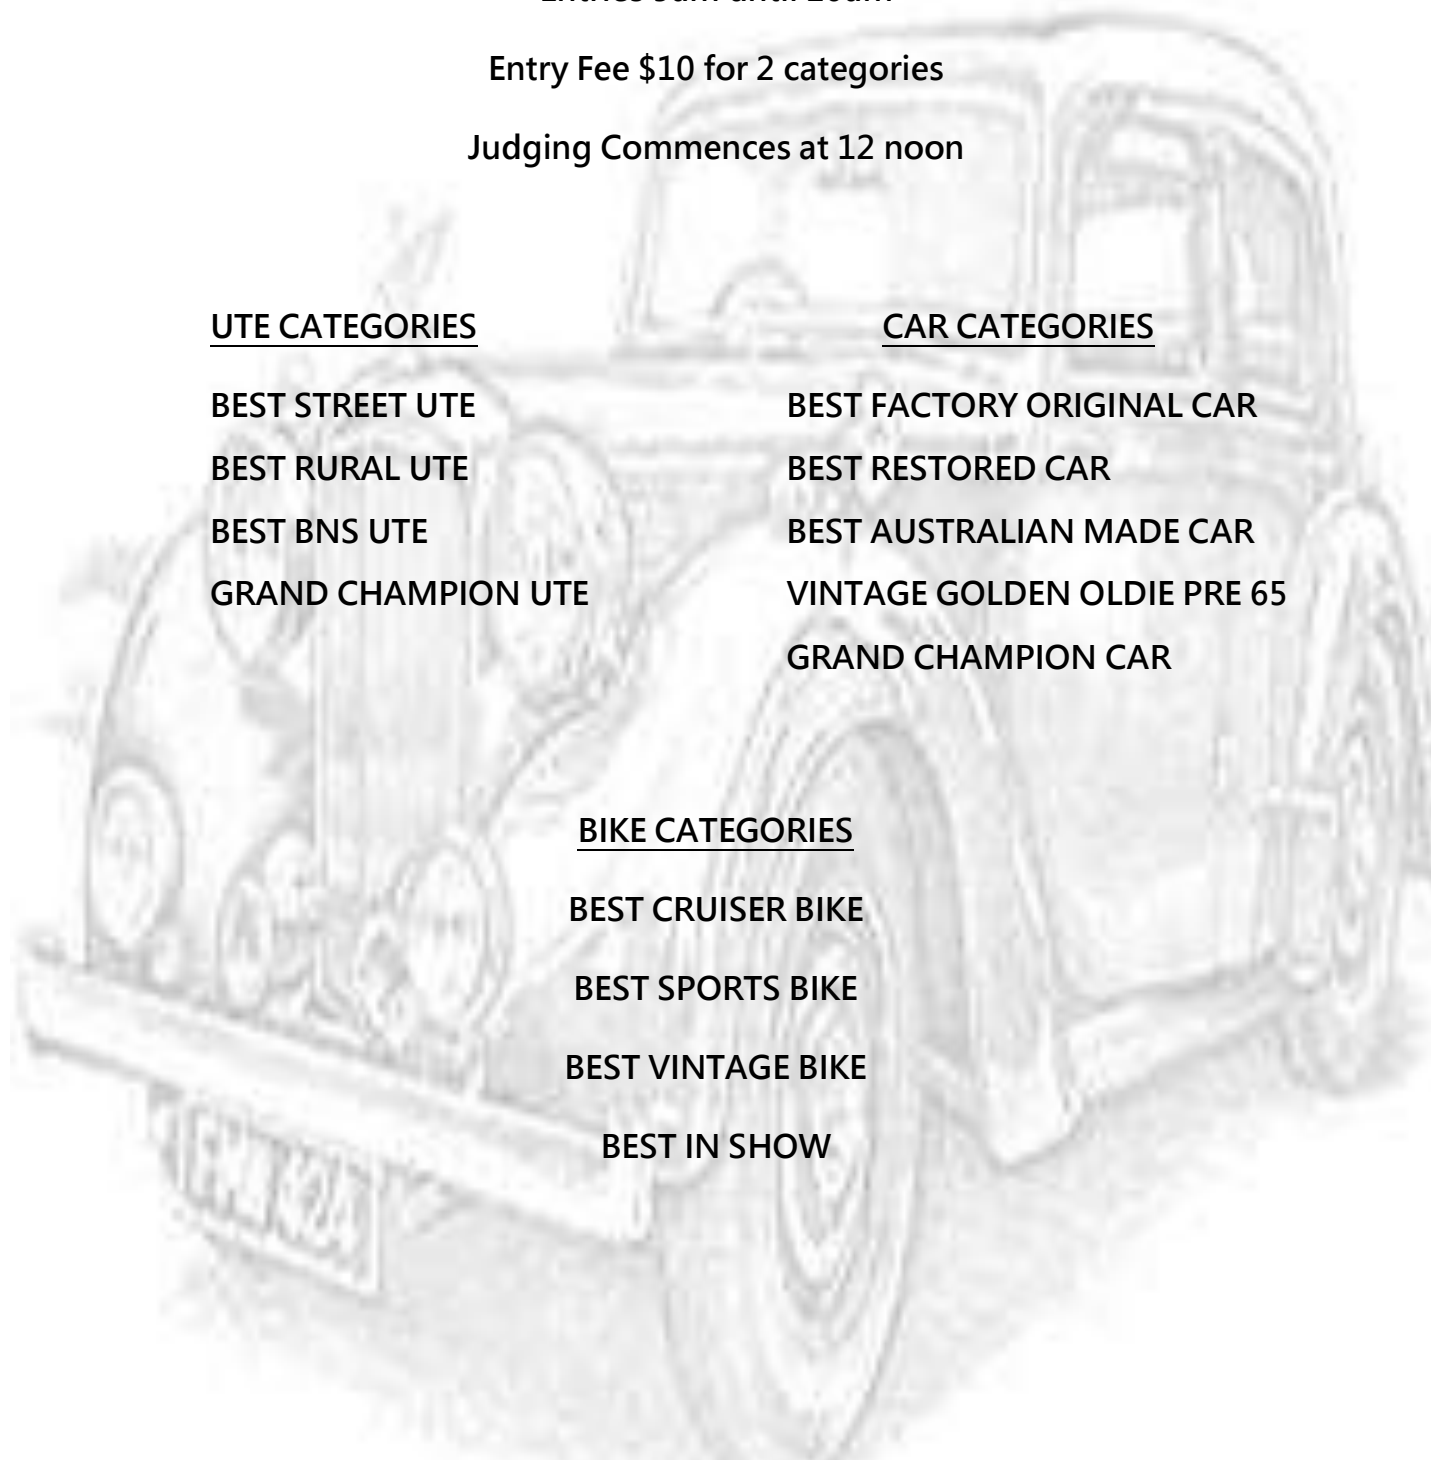 Entry Fee $10 for 2 categories
Judging Commences at 12 noon
UTE CATEGORIES
BEST STREET UTE
BEST RURAL UTE
BEST BNS UTE
GRAND CHAMPION UTE
CAR CATEGORIES
BEST FACTORY ORIGINAL CAR
BEST RESTORED CAR
BEST AUSTRALIAN MADE CAR
VINTAGE GOLDEN OLDIE PRE 65
GRAND CHAMPION CAR
BIKE CATEGORIES
BEST CRUISER BIKE
BEST SPORTS BIKE
BEST VINTAGE BIKE
BEST IN SHOW